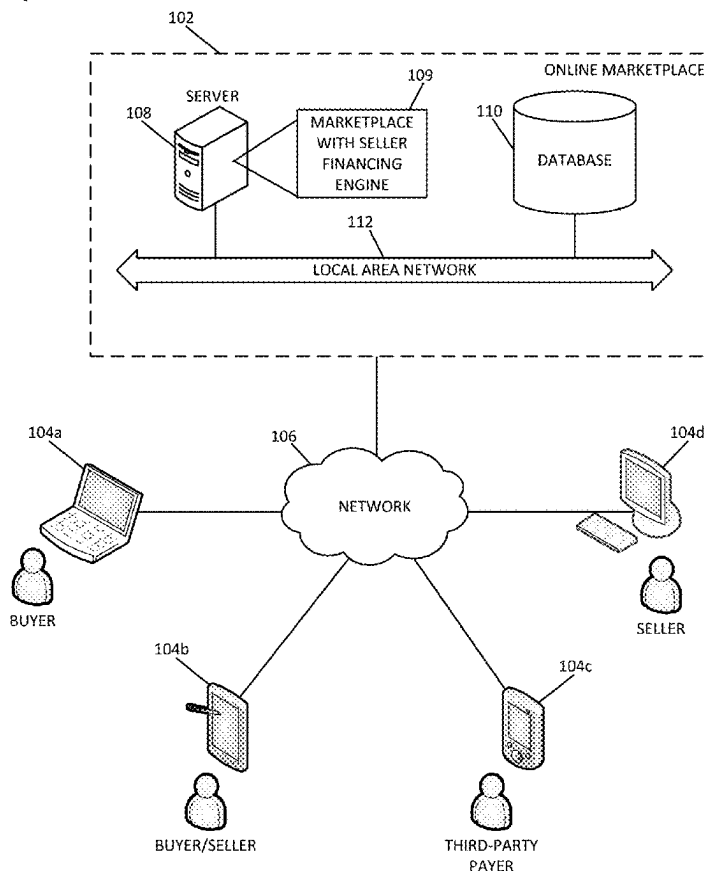 102
ONLINE MARKETPLACE
109
SERVER
108
MARKETPLACE
WITH SELLER
FINANCING
ENGINE
110
DATABASE
112
LOCAL AREA NETWORK
104a
106
104d
NETWORK
BUYER
SELLER
104b
104c
BUYER/SELLER
THIRD-PARTY
PAYER